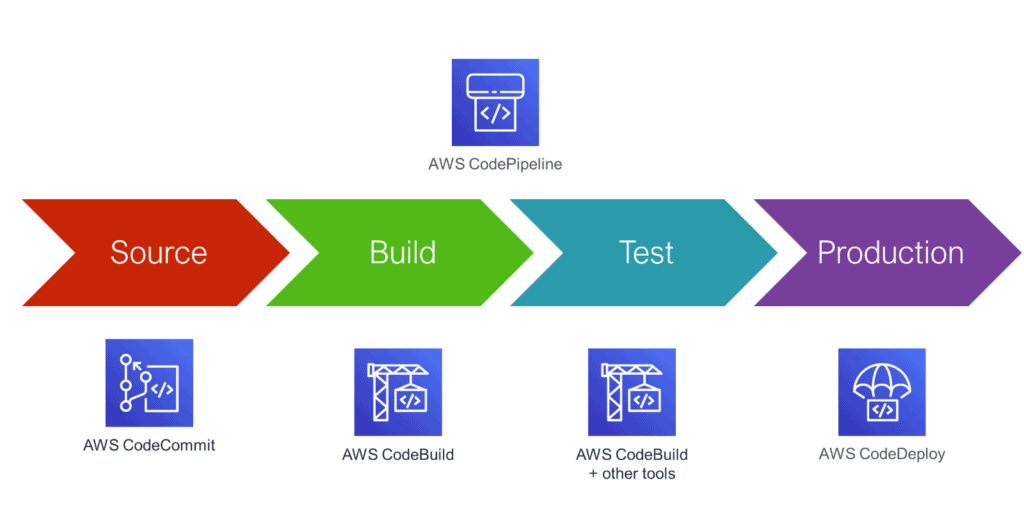 AWS CodePipeline
Source
Build
Test
Production
AWS CodeCommit
AWS CodeBuild
AWS CodeBuild
+ other tools
AWS CodeDeploy